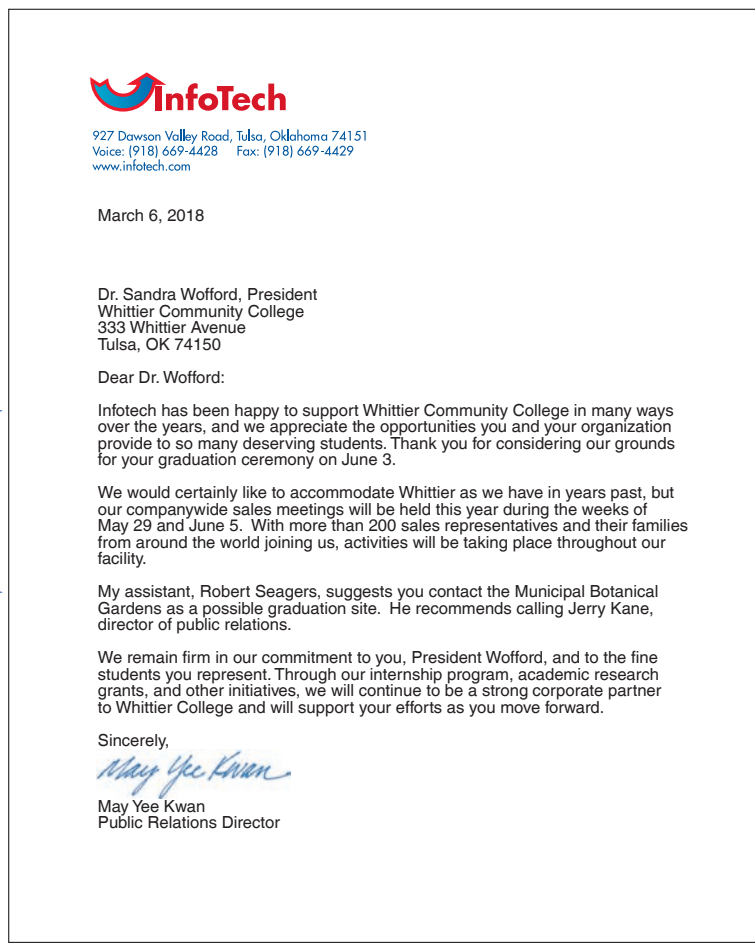 InfoTech
927 Dawson Valley Road, Tulsa, Oklahoma 74151
Voice: (918) 669-4428 Fax: (918) 669-4429
www.infotech.com
March 6, 2018
Dr. Sandra Wofford, President
Whittier Community College
333 Whittier Avenue
Tulsa, OK 74150
Dear Dr. Wofford:
Infotech has been happy to support Whittier Community College in many ways
over the years, and we appreciate the opportunities you and your organization
provide to so many deserving students. Thank you for considering our grounds
for your graduation ceremony on June 3.
We would certainly like to accommodate Whittier as we have in years past, but
our companywide sales meetings will be held this year during the weeks of
May 29 and June 5. With more than 200 sales representatives and their families
from around the world joining us, activities will be taking place throughout our
facility.
My assistant, Robert Seagers, suggests you contact the Municipal Botanical
Gardens as a possible graduation site. He recommends calling Jerry Kane,
director of public relations.
We remain firm in our commitment to you, President Wofford, and to the fine
students you represent. Through our internship program, academic research
grants, and other initiatives, we will continue to be a strong corporate partner
to Whittier College and will support your efforts as you move forward.
Sincerely,
May Yee Kwan
May Yee Kwan
Public Relations Director